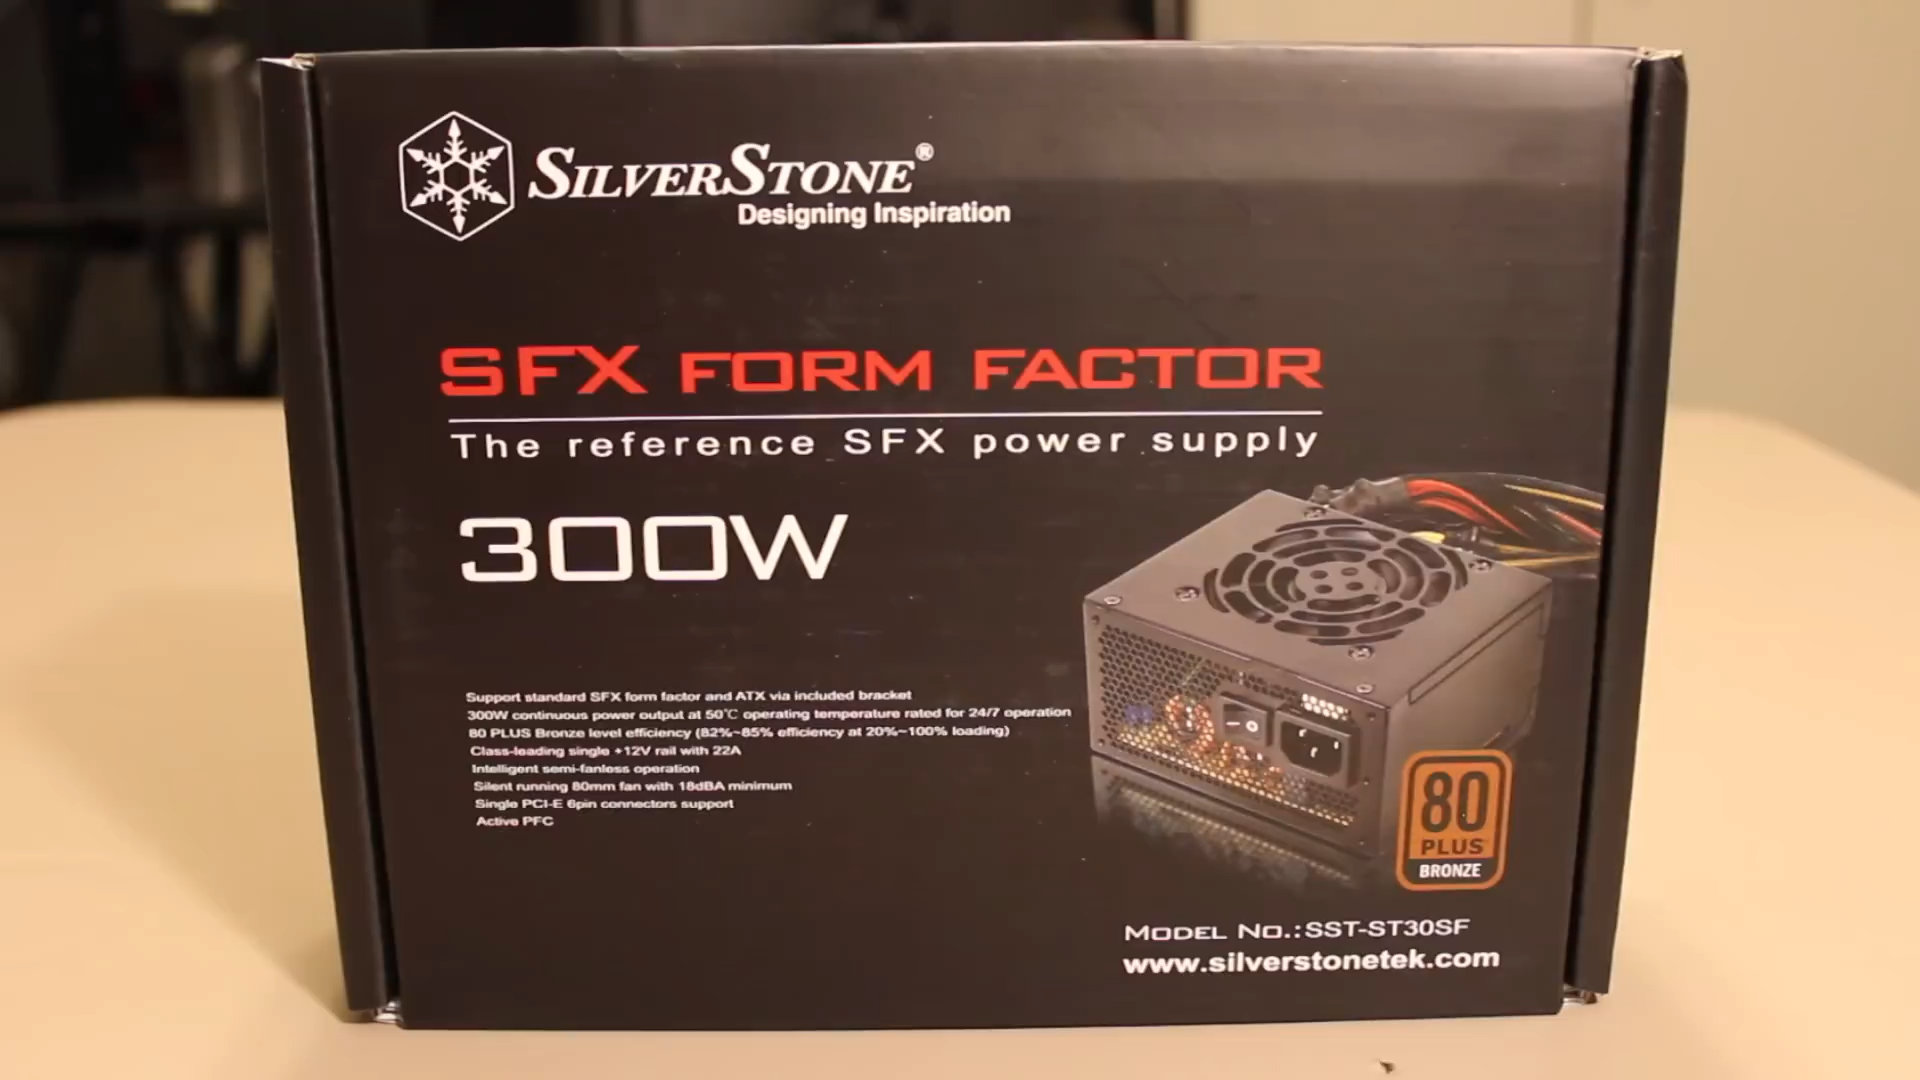 SILVERSTONE®
Designing Inspiration
SFX FORM FACTOR
The reference SFX power supply
300W
Support standard SFX form factor and ATX via included bracket
300W continuous power output at 50℃ operating temperature rated for 24/7 operation
80 PLUS Bronze level efficiency (82%~85% efficiency at 20%~100% loading)
Class-leading single +12V rail with 22A
Intelligent semi-fanless operation
Silent running 80mm fan with 18dBA minimum
Single PCI-E 6pin connectors support
Active PFC
80
PLUS
BRONZE
MODEL NO.:SST-ST30SF
www.silverstonetek.com